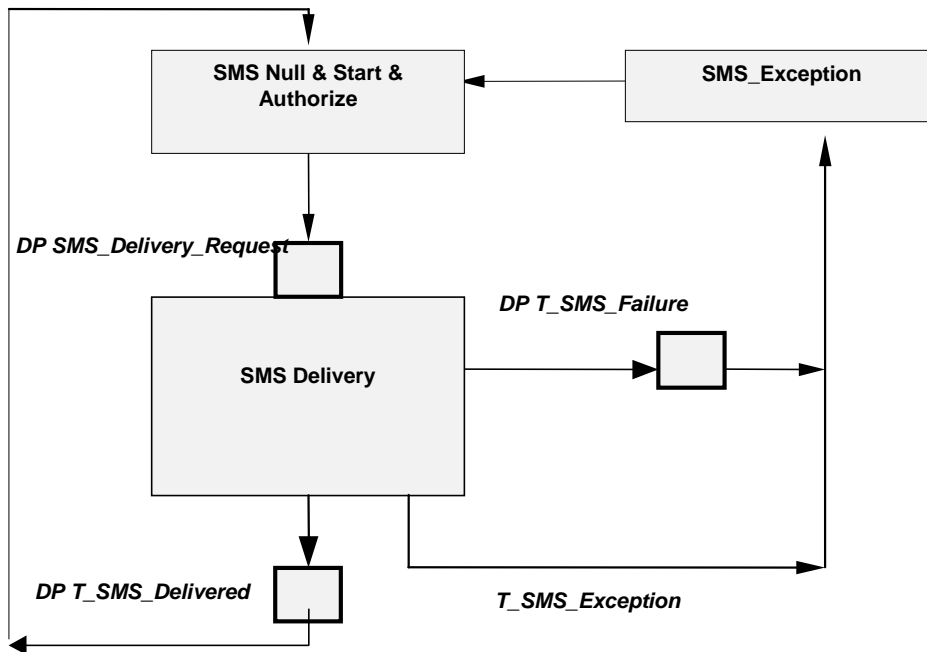 SMS Null & Start &
Authorize
SMS_Exception
DP SMS_Delivery_Request
DP T_SMS_Failure
SMS Delivery
DP T_SMS_Delivered
T_SMS_Exception